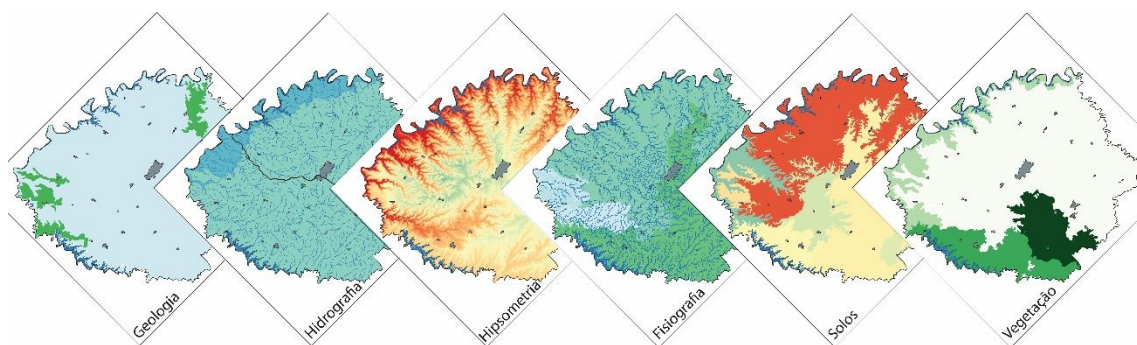 Geologia
Hidrografia
Hipsometria
Fisiografia
Solos
Vegetação